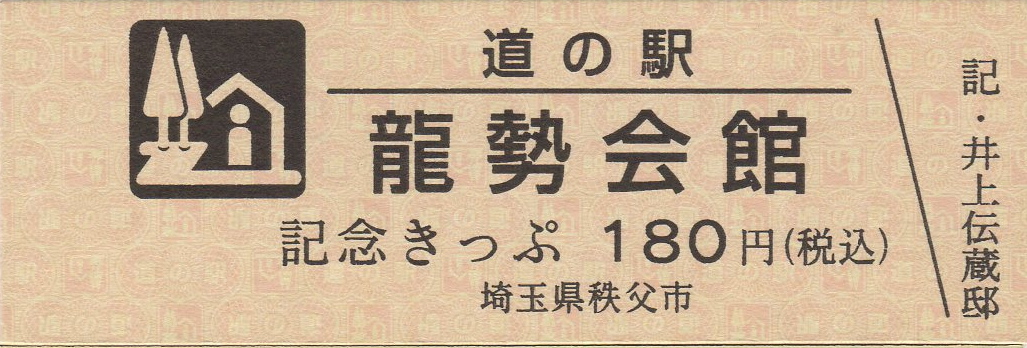 道の駅
龍勢会館
記念きっぷ 180円(税込)
埼玉県秩父市
記・井上伝蔵邸